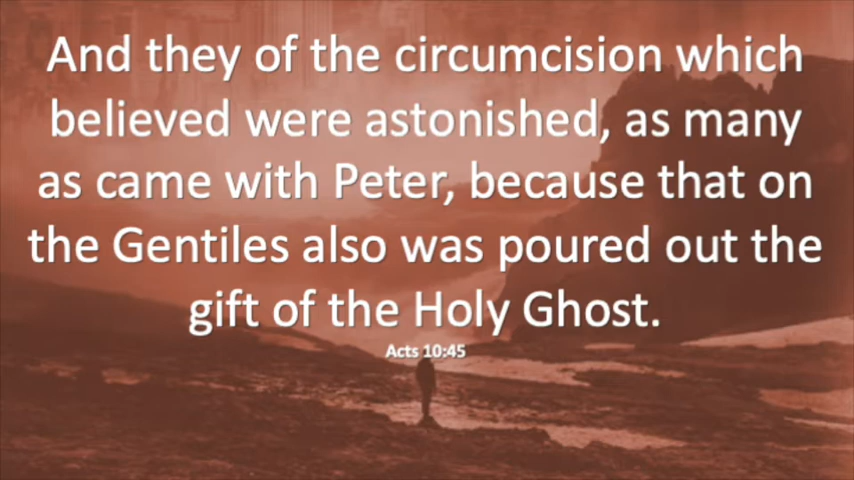 And they of the circumcision which
believed were astonished, as many
as came with Peter, because that on
the Gentiles also was poured out the
gift of the Holy Ghost.
Acts 10:45